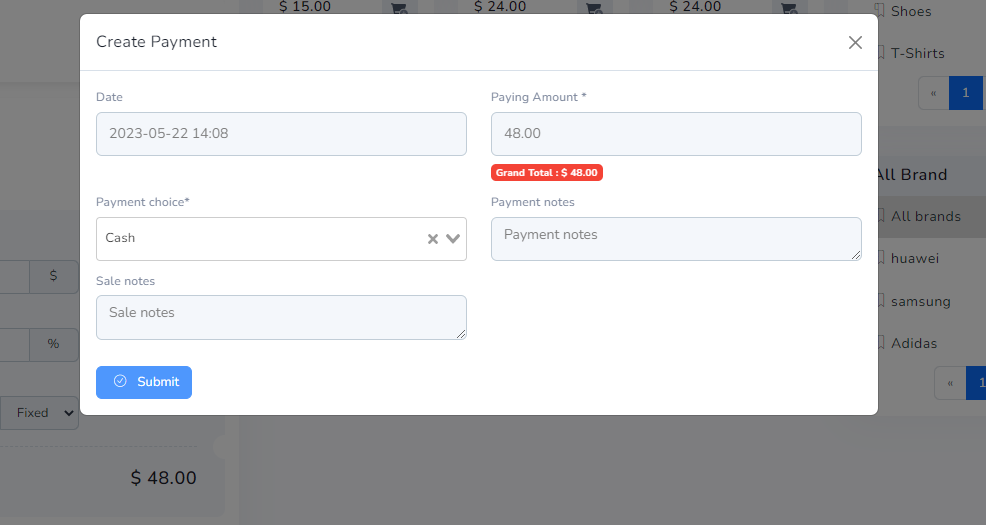 $ 15.00
$ 24.00
$ 24.00
Shoes
T-Shirts
« 1
Create Payment
Date
2023-05-22 14:08
Paying Amount *
48.00
Grand Total : $ 48.00
Payment choice*
Cash
Payment notes
Payment notes
Sale notes
Sale notes
Submit
All Brand
All brands
huawei
samsung
Adidas
« 1
$
%
Fixed
$ 48.00